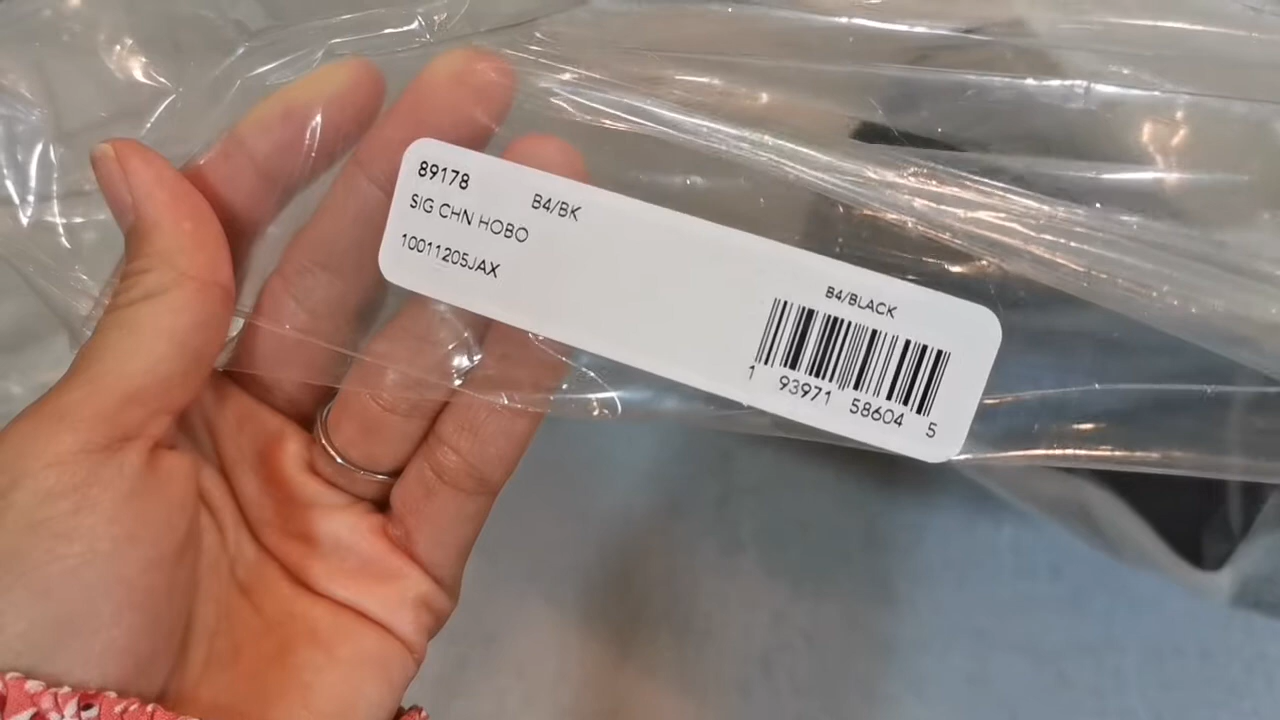 89178
B4/BK
SIG CHN HOBO
10011205JAX
B4/BLACK
1 93971 58604 5